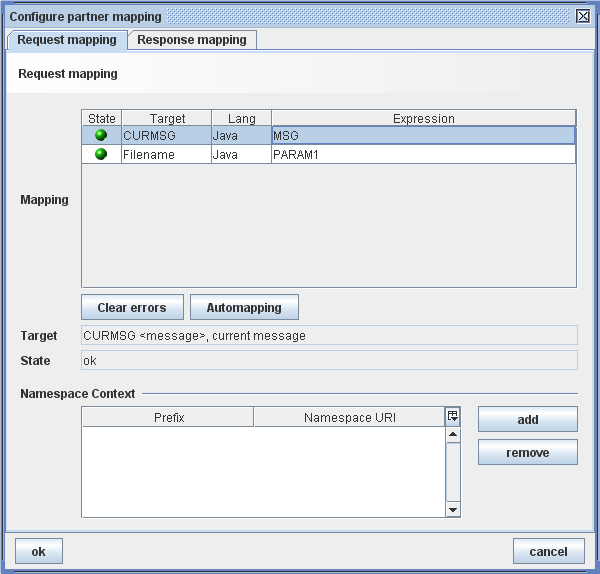 Configure partner mapping
Request mapping Response mapping
Request mapping
State Target Lang Expression
CURMSG Java MSG
Filename Java PARAM1
Mapping
Clear errors Automapping
Target CURMSG <message>, current message
State ok
Namespace Context
Prefix Namespace URI
add
remove
ok cancel